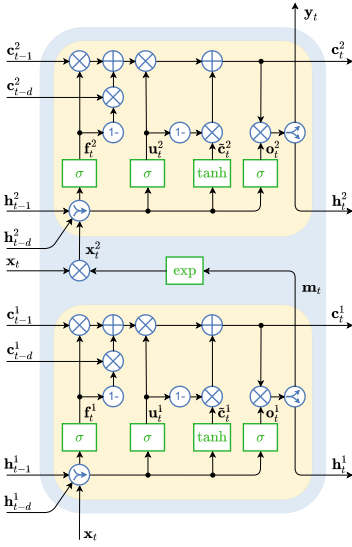 y_t
c^2_{t-1} c^2_t
c^2_{t-d}
1- 1-
f^2_t u^2_t c̃^2_t o^2_t
σ σ tanh σ
h^2_{t-1} h^2_t
h^2_{t-d} x^2_t
x_t exp
m_t
c^1_{t-1} c^1_t
c^1_{t-d}
1- 1-
f^1_t u^1_t c̃^1_t o^1_t
σ σ tanh σ
h^1_{t-1} h^1_t
h^1_{t-d}
x_t